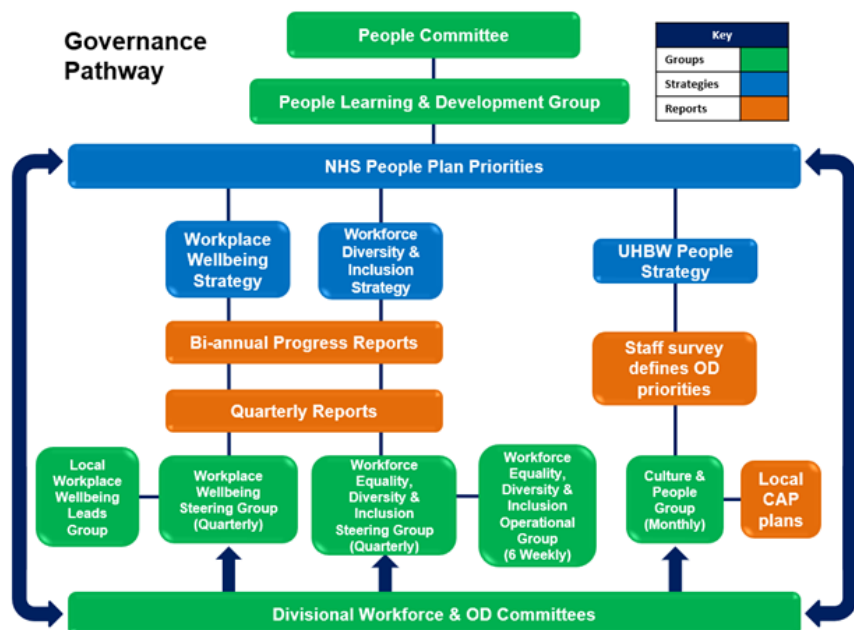 Governance
Pathway
People Committee
Key
Groups
Strategies
Reports
People Learning & Development Group
NHS People Plan Priorities
Workplace
Wellbeing
Strategy
Workforce
Diversity &
Inclusion
Strategy
UHBW People
Strategy
Bi-annual Progress Reports
Staff survey
defines OD
priorities
Quarterly Reports
Local
Workplace
Wellbeing
Leads
Group
Workplace
Wellbeing
Steering Group
(Quarterly)
Workforce
Equality,
Diversity &
Inclusion
Steering Group
(Quarterly)
Workforce
Equality,
Diversity &
Inclusion
Operational
Group
(6 Weekly)
Culture &
People
Group
(Monthly)
Local
CAP
plans
Divisional Workforce & OD Committees